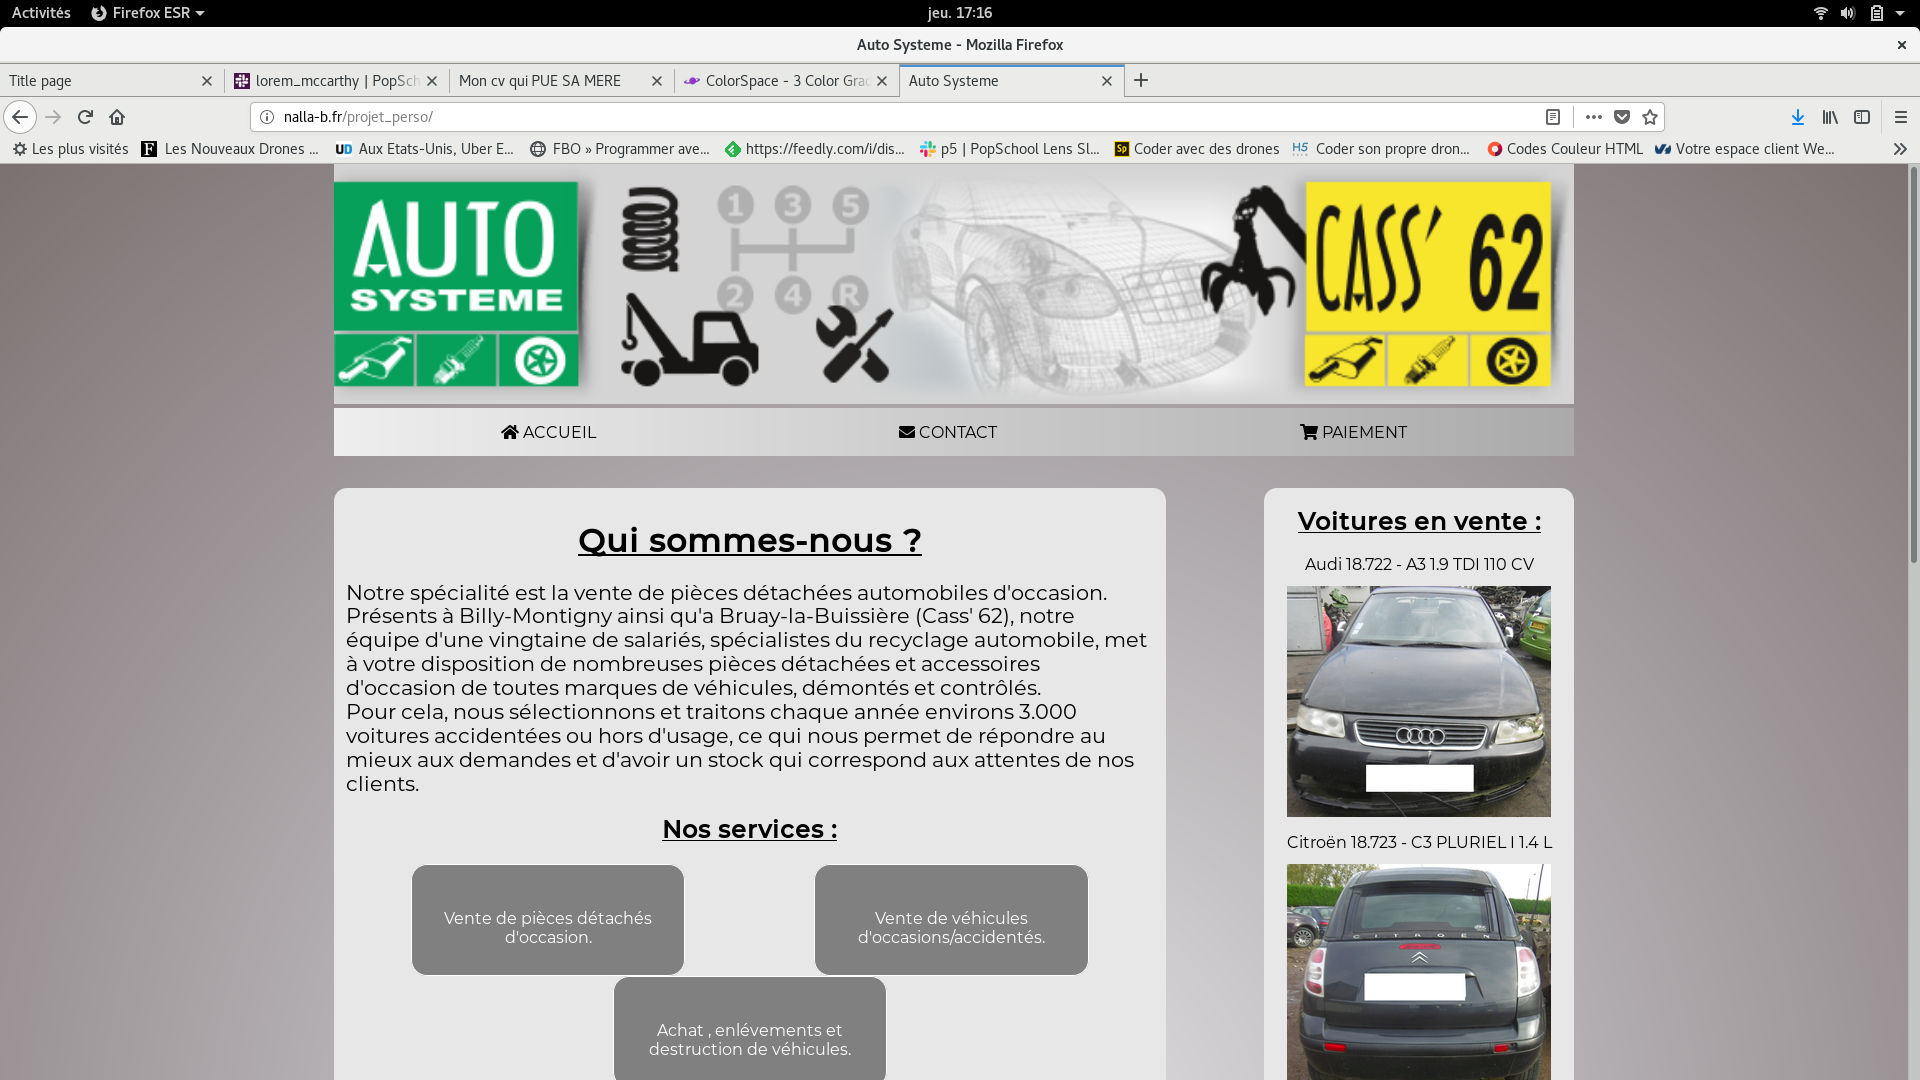 Activités
Firefox ESR
jeu. 17:16
Auto Systeme - Mozilla Firefox
Title page
lorem_mccarthy | PopSch
Mon cv qui PUE SA MERE
ColorSpace - 3 Color Gra
Auto Systeme
nalla-b.fr/projet_perso/
Les plus visités
Les Nouveaux Drones ...
Aux Etats-Unis, Uber E...
FBO » Programmer ave...
https://feedly.com/i/dis...
p5 | PopSchool Lens Sl...
Coder avec des drones
Coder son propre dron...
Codes Couleur HTML
Votre espace client We...
AUTO
SYSTEME
1 3 5
2 4 R
CASS' 62
ACCUEIL
CONTACT
PAIEMENT
Qui sommes-nous ?
Notre spécialité est la vente de pièces détachées automobiles d'occasion.
Présents à Billy-Montigny ainsi qu'a Bruay-la-Buissière (Cass' 62), notre
équipe d'une vingtaine de salariés, spécialistes du recyclage automobile, met
à votre disposition de nombreuses pièces détachées et accessoires
d'occasion de toutes marques de véhicules, démontés et contrôlés.
Pour cela, nous sélectionnons et traitons chaque année environs 3.000
voitures accidentées ou hors d'usage, ce qui nous permet de répondre au
mieux aux demandes et d'avoir un stock qui correspond aux attentes de nos
clients.
Nos services :
Vente de pièces détachés
d'occasion.
Vente de véhicules
d'occasions/accidentés.
Achat , enlévements et
destruction de véhicules.
Voitures en vente :
Audi 18.722 - A3 1.9 TDI 110 CV
Citroën 18.723 - C3 PLURIEL I 1.4 L
CITROËN